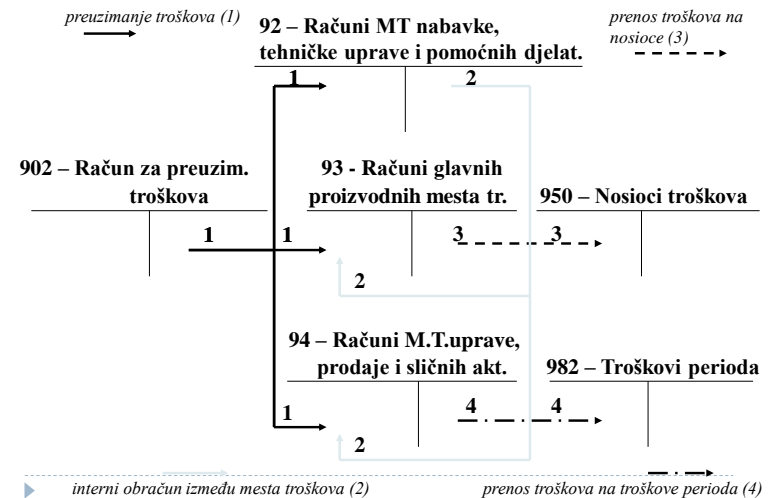 preuzimanje troškova (1)
92 – Računi MT nabavke,
tehničke uprave i pomoćnih djelat.
prenos troškova na
nosioce (3)
1
2
902 – Račun za preuzim.
troškova
93 - Računi glavnih
proizvodnih mesta tr.
950 – Nosioci troškova
1
1
3
3
2
94 – Računi M.T.uprave,
prodaje i sličnih akt.
982 – Troškovi perioda
1
4
4
2
interni obračun između mesta troškova (2)
prenos troškova na troškove perioda (4)